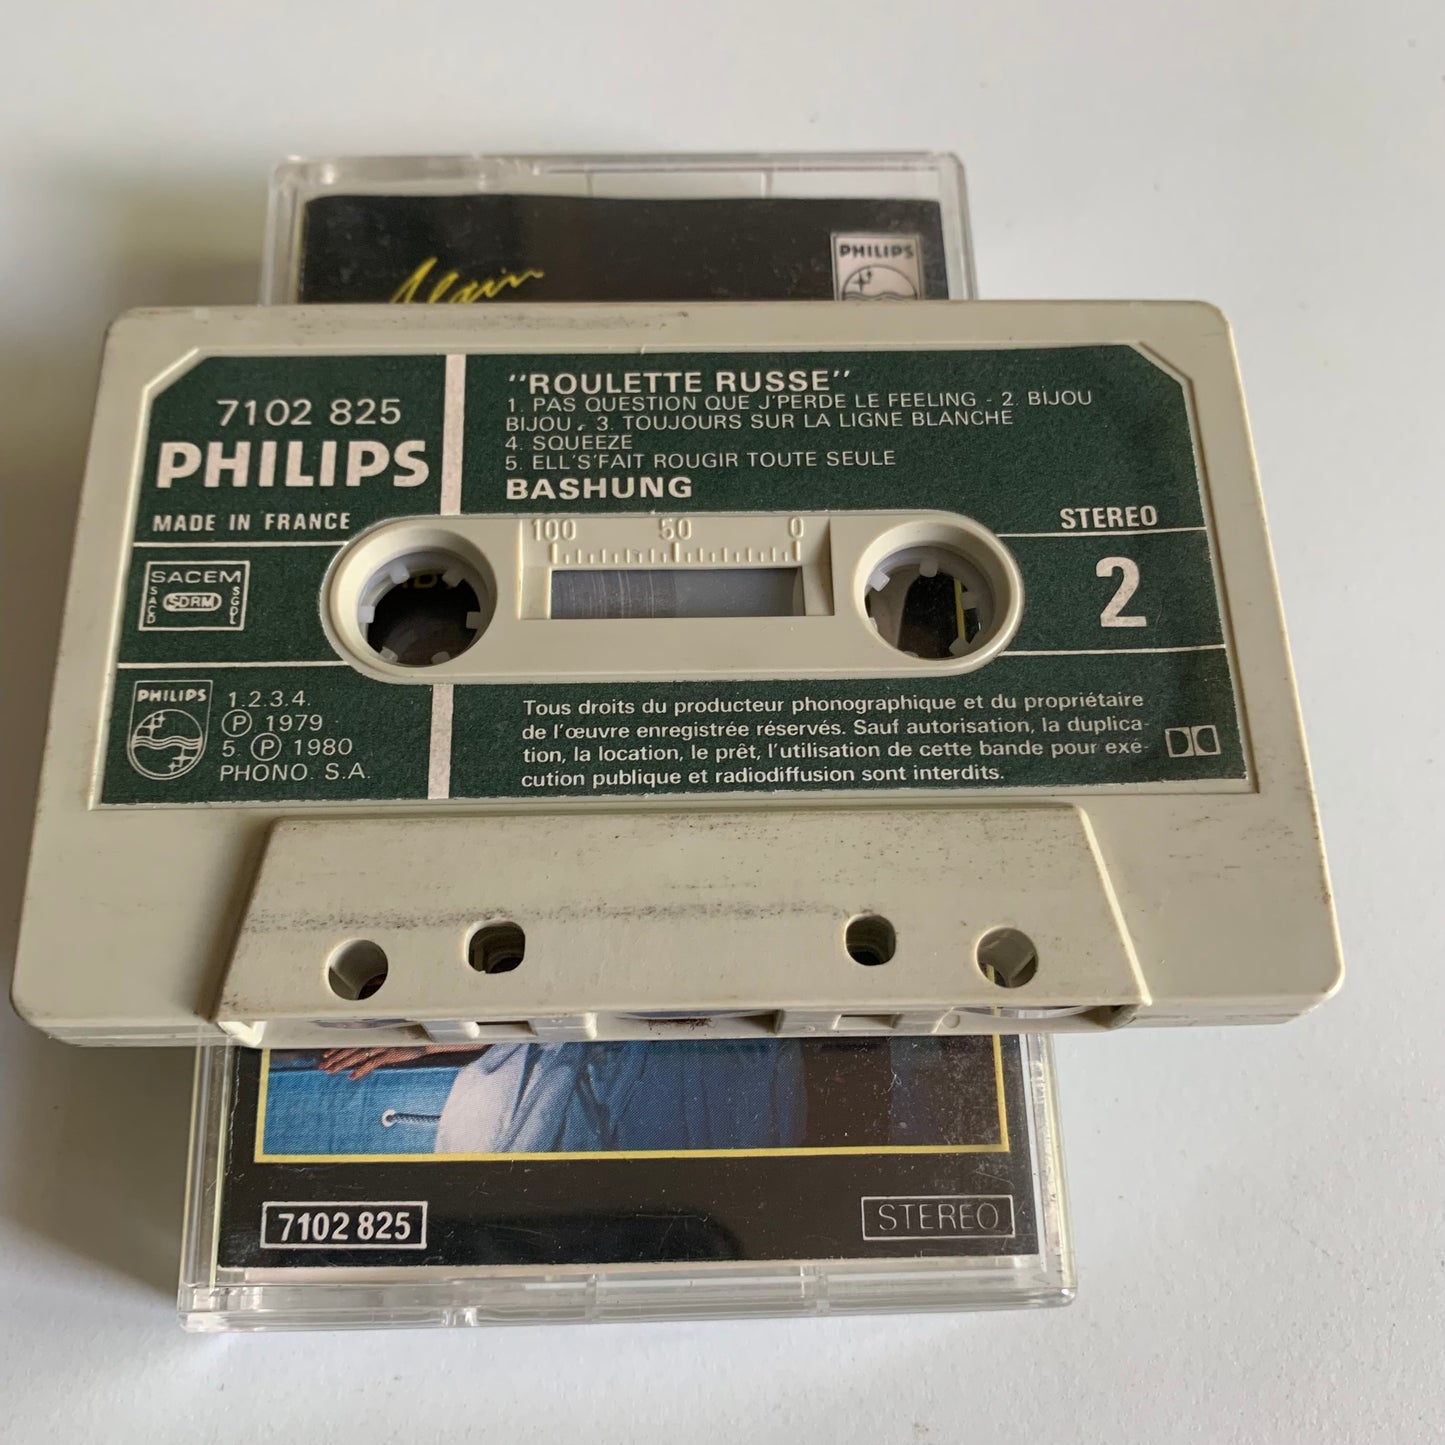 Alain
PHILIPS
7102 825
PHILIPS
MADE IN FRANCE
"ROULETTE RUSSE"
1. PAS QUESTION QUE J'PERDE LE FEELING - 2. BIJOU
BIJOU - 3. TOUJOURS SUR LA LIGNE BLANCHE
4. SQUEEZE
5. ELL'S'FAIT ROUGIR TOUTE SEULE
BASHUNG
STEREO
2
100 50 0
SACEM
SACD
SDRM
SGDL
PHILIPS
1.2.3.4.
Ⓟ 1979
5. Ⓟ 1980
PHONO. S.A.
Tous droits du producteur phonographique et du propriétaire
de l'œuvre enregistrée réservés. Sauf autorisation, la duplica-
tion, la location, le prêt, l'utilisation de cette bande pour exé-
cution publique et radiodiffusion sont interdits.
7102 825
STEREO